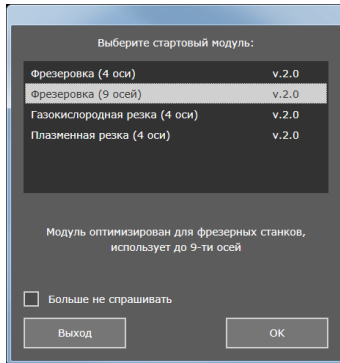 Выберите стартовый модуль:
Фрезеровка (4 оси) v.2.0
Фрезеровка (9 осей) v.2.0
Газокислородная резка (4 оси) v.2.0
Плазменная резка (4 оси) v.2.0
Модуль оптимизирован для фрезерных станков,
использует до 9-ти осей
Больше не спрашивать
Выход OK